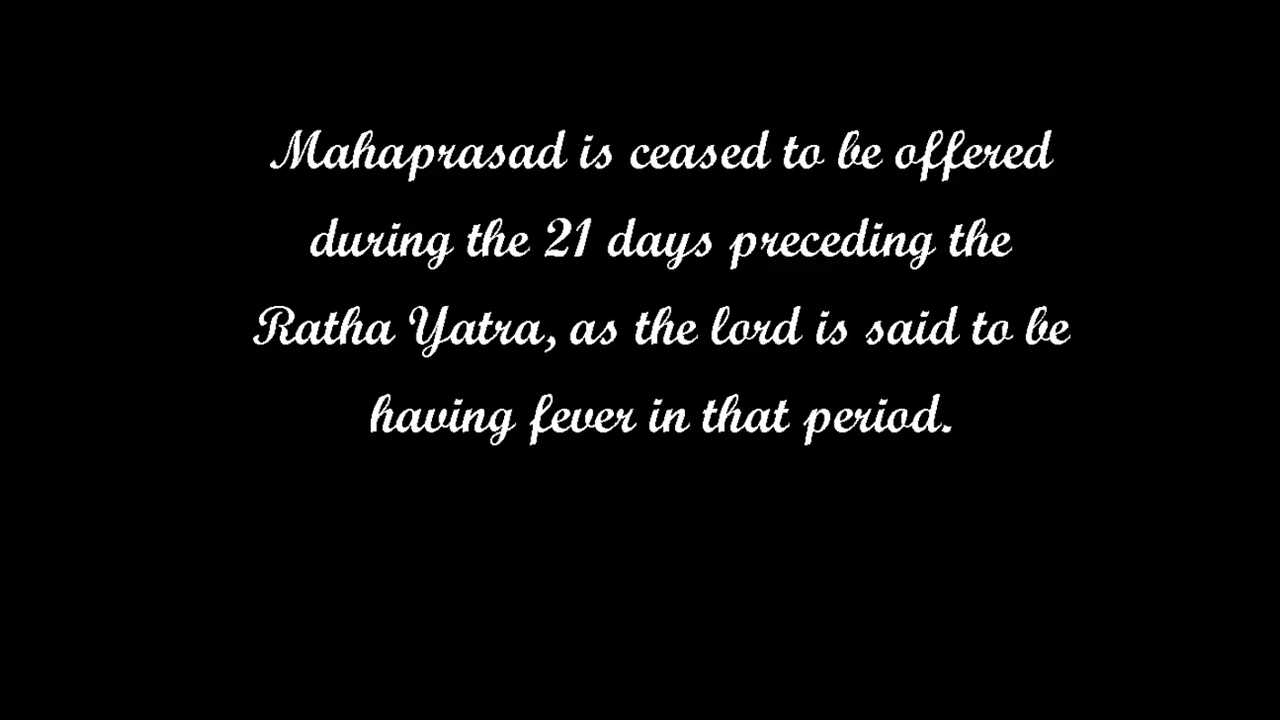 Mahaprasad is ceased to be offered
during the 21 days preceding the
Ratha Yatra, as the lord is said to be
having fever in that period.